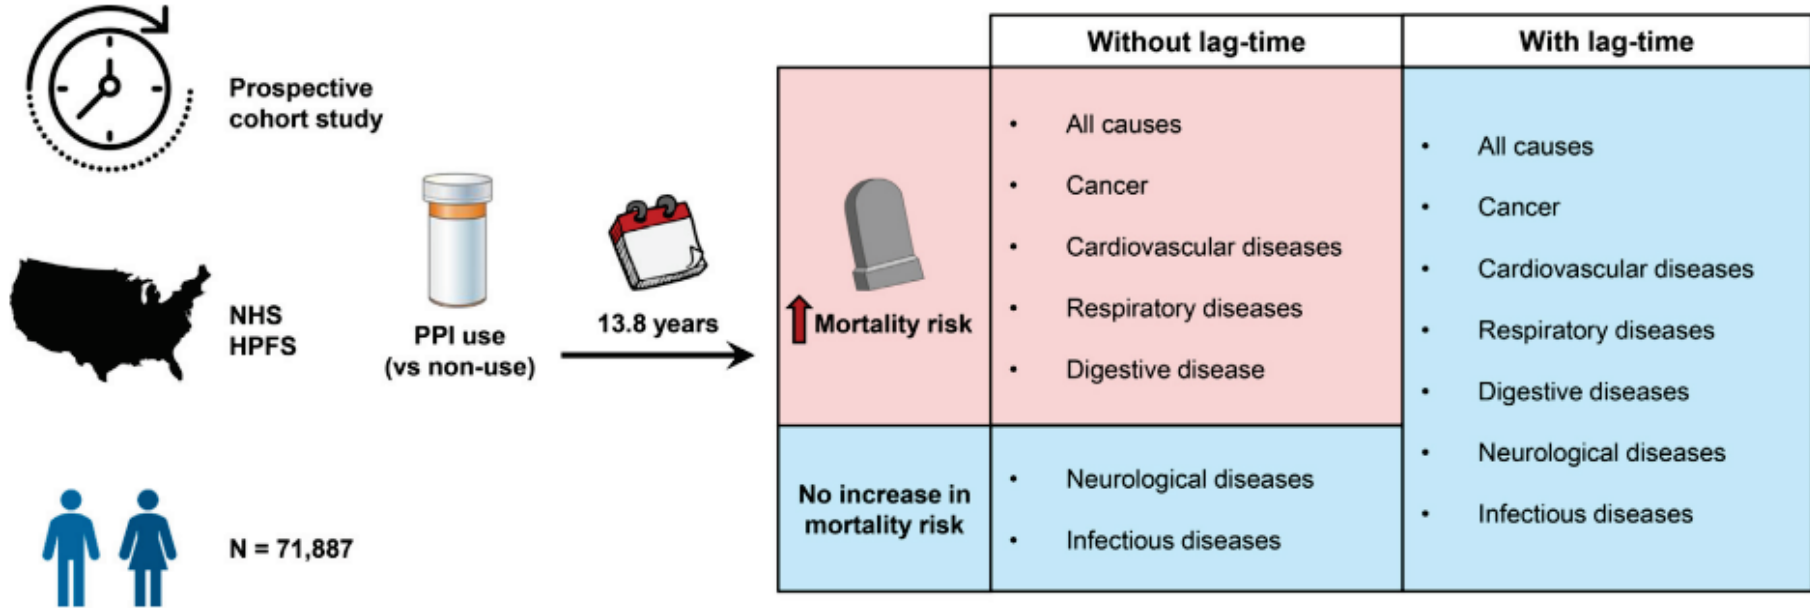 Prospective
cohort study
NHS
HPFS
N = 71,887
PPI use
(vs non-use)
13.8 years
Without lag-time
With lag-time
Mortality risk
• All causes
• Cancer
• Cardiovascular diseases
• Respiratory diseases
• Digestive disease
No increase in
mortality risk
• Neurological diseases
• Infectious diseases
• All causes
• Cancer
• Cardiovascular diseases
• Respiratory diseases
• Digestive diseases
• Neurological diseases
• Infectious diseases